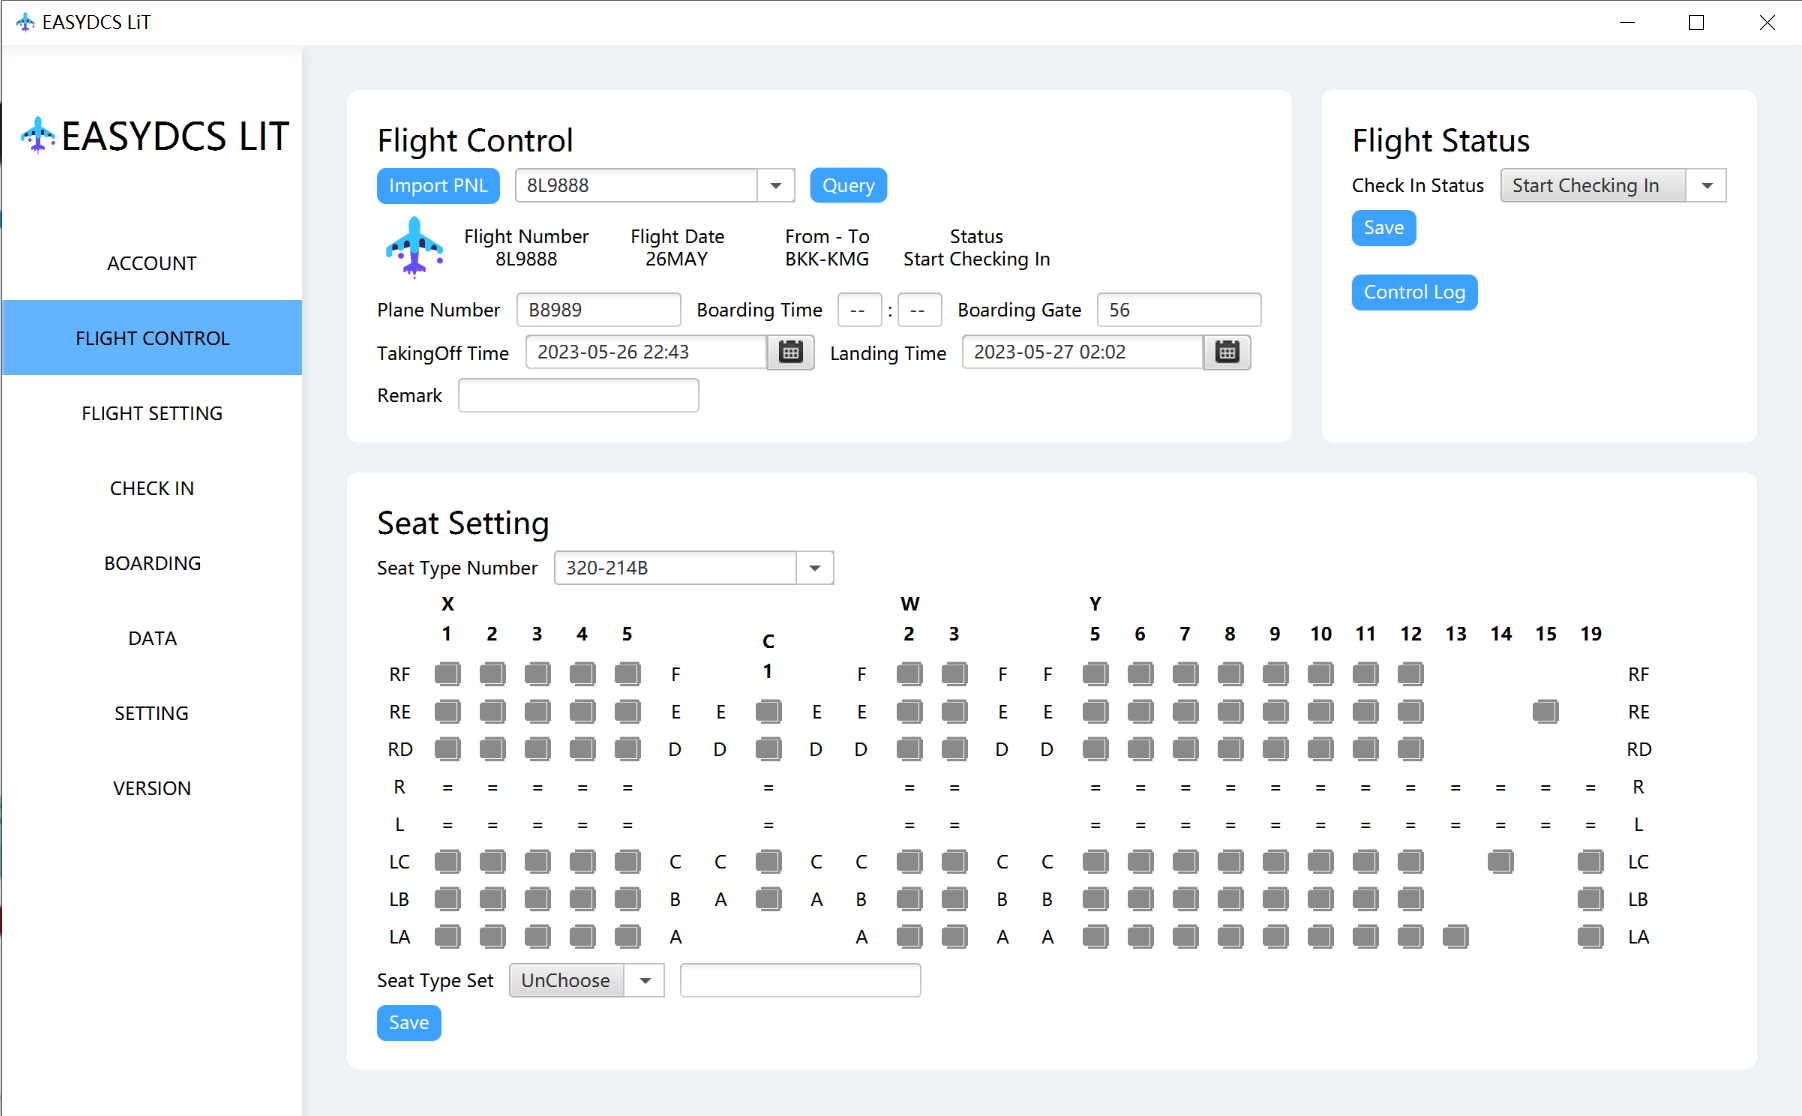 EASYDCS LiT
EASYDCS LIT
ACCOUNT
FLIGHT CONTROL
FLIGHT SETTING
CHECK IN
BOARDING
DATA
SETTING
VERSION
Flight Control
Import PNL 8L9888 Query
Flight Number Flight Date From - To Status
8L9888 26MAY BKK-KMG Start Checking In
Plane Number B8989 Boarding Time -- : -- Boarding Gate 56
TakingOff Time 2023-05-26 22:43 Landing Time 2023-05-27 02:02
Remark
Flight Status
Check In Status Start Checking In
Save
Control Log
Seat Setting
Seat Type Number 320-214B
X W Y
1 2 3 4 5 C 2 3 5 6 7 8 9 10 11 12 13 14 15 19
1
RF F F F F RF
RE E E E E E E RE
RD D D D D D D RD
R = = = = = = = = = = = = = = = = = = = = R
L = = = = = = = = = = = = = = = = = = = = L
LC C C C C C C LC
LB B A A B B B LB
LA A A A A LA
Seat Type Set UnChoose
Save